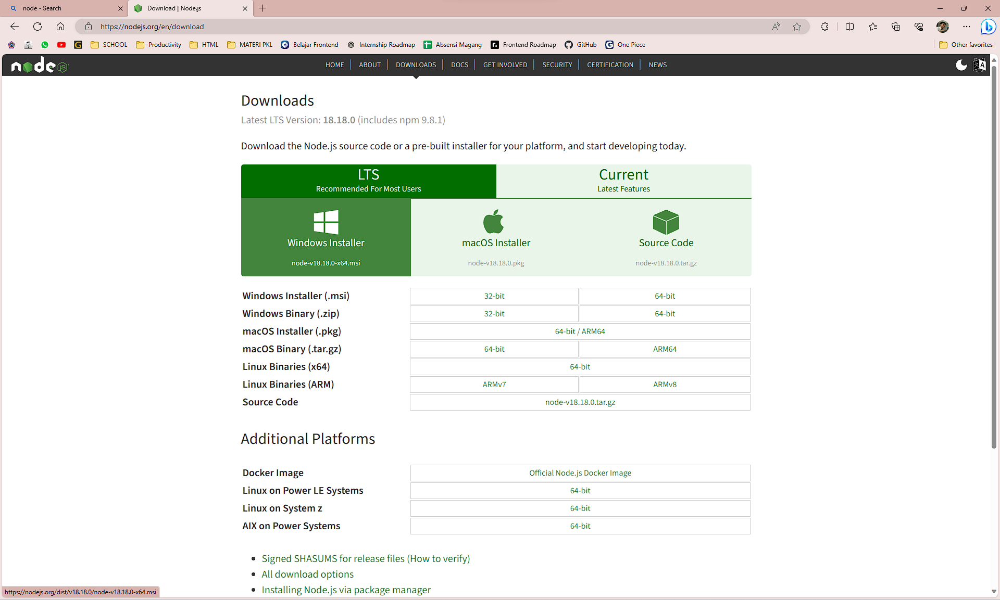 node - Search
Download | Node.js
https://nodejs.org/en/download
SCHOOL
Productivity
HTML
MATERI PKL
Belajar Frontend
Internship Roadmap
Absensi Magang
Frontend Roadmap
GitHub
One Piece
Other favorites
node JS
HOME
ABOUT
DOWNLOADS
DOCS
GET INVOLVED
SECURITY
CERTIFICATION
NEWS
Downloads
Latest LTS Version: 18.18.0 (includes npm 9.8.1)
Download the Node.js source code or a pre-built installer for your platform, and start developing today.
LTS
Recommended For Most Users
Current
Latest Features
Windows Installer
node-v18.18.0-x64.msi
macOS Installer
node-v18.18.0.pkg
Source Code
node-v18.18.0.tar.gz
Windows Installer (.msi) 32-bit 64-bit
Windows Binary (.zip) 32-bit 64-bit
macOS Installer (.pkg) 64-bit / ARM64
macOS Binary (.tar.gz) 64-bit ARM64
Linux Binaries (x64) 64-bit
Linux Binaries (ARM) ARMv7 ARMv8
Source Code node-v18.18.0.tar.gz
Additional Platforms
Docker Image Official Node.js Docker Image
Linux on Power LE Systems 64-bit
Linux on System z 64-bit
AIX on Power Systems 64-bit
Signed SHASUMS for release files (How to verify)
All download options
Installing Node.js via package manager
https://nodejs.org/dist/v18.18.0/node-v18.18.0-x64.msi